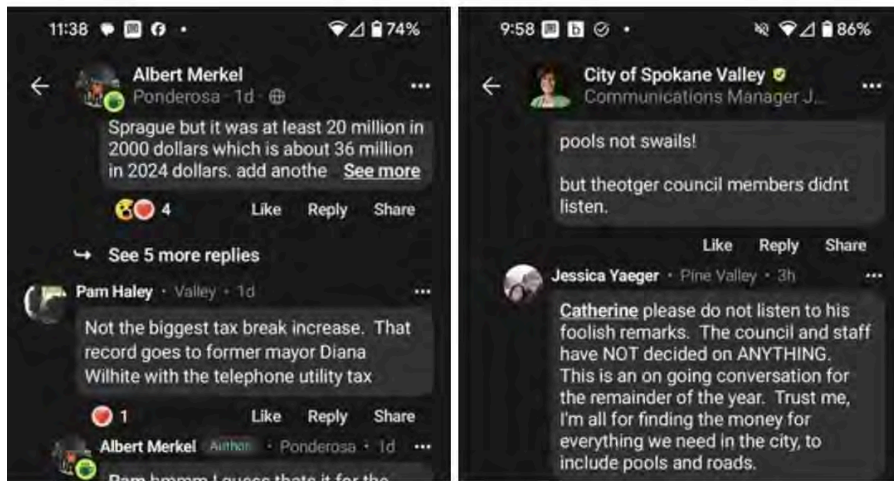 11:38
74%
Albert Merkel
Ponderosa · 1d ·
Sprague but it was at least 20 million in
2000 dollars which is about 36 million
in 2024 dollars. add anothe See more
4 Like Reply Share
See 5 more replies
Pam Haley · Valley · 1d
Not the biggest tax break increase. That
record goes to former mayor Diana
Wilhite with the telephone utility tax
1 Like Reply Share
Albert Merkel Author · Ponderosa · 1d
Pam hmmm I guess thats it for the
9:58
86%
City of Spokane Valley
Communications Manager J...
pools not swails!
but theotger council members didnt
listen.
Like Reply Share
Jessica Yaeger · Pine Valley · 3h
Catherine please do not listen to his
foolish remarks. The council and staff
have NOT decided on ANYTHING.
This is an on going conversation for
the remainder of the year. Trust me,
I'm all for finding the money for
everything we need in the city, to
include pools and roads.